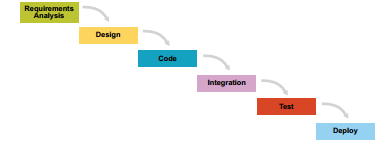 Requirements
Analysis
Design
Code
Integration
Test
Deploy